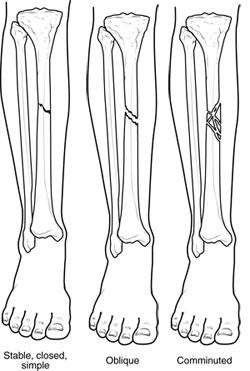 Stable, closed,
simple
Oblique
Comminuted